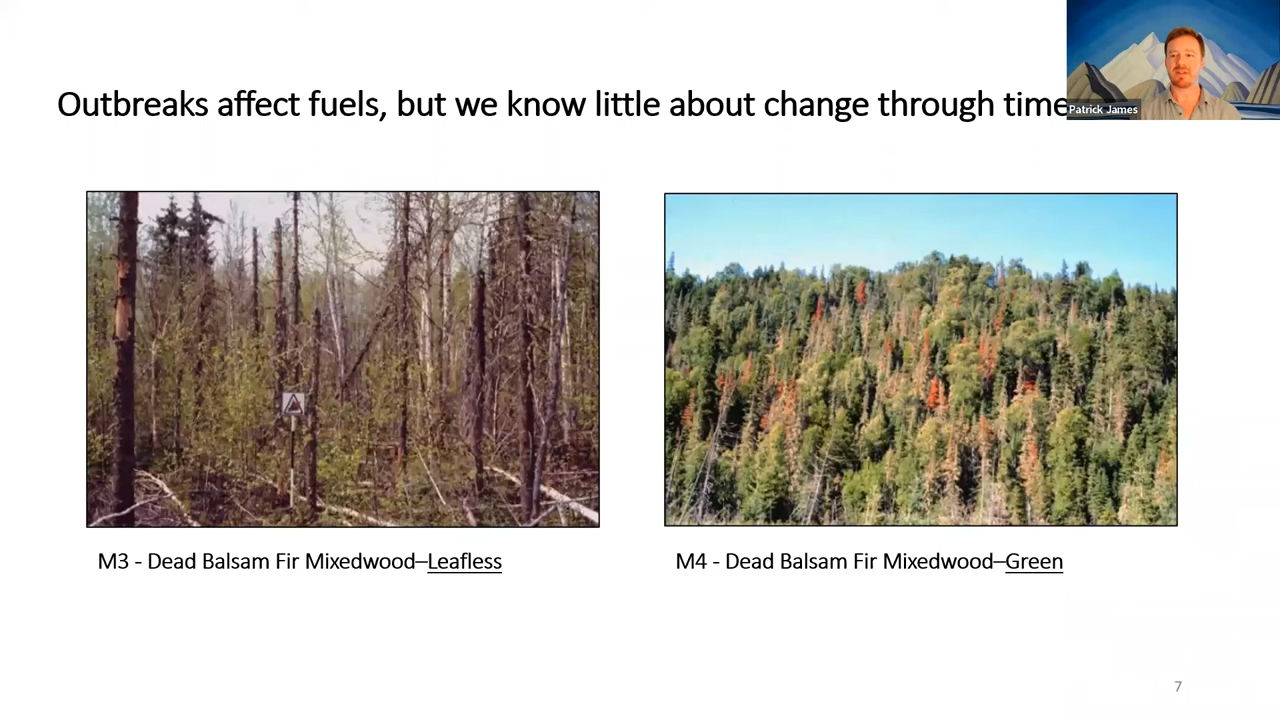 Outbreaks affect fuels, but we know little about change through time
Patrick James
M3 - Dead Balsam Fir Mixedwood–Leafless
M4 - Dead Balsam Fir Mixedwood–Green
7